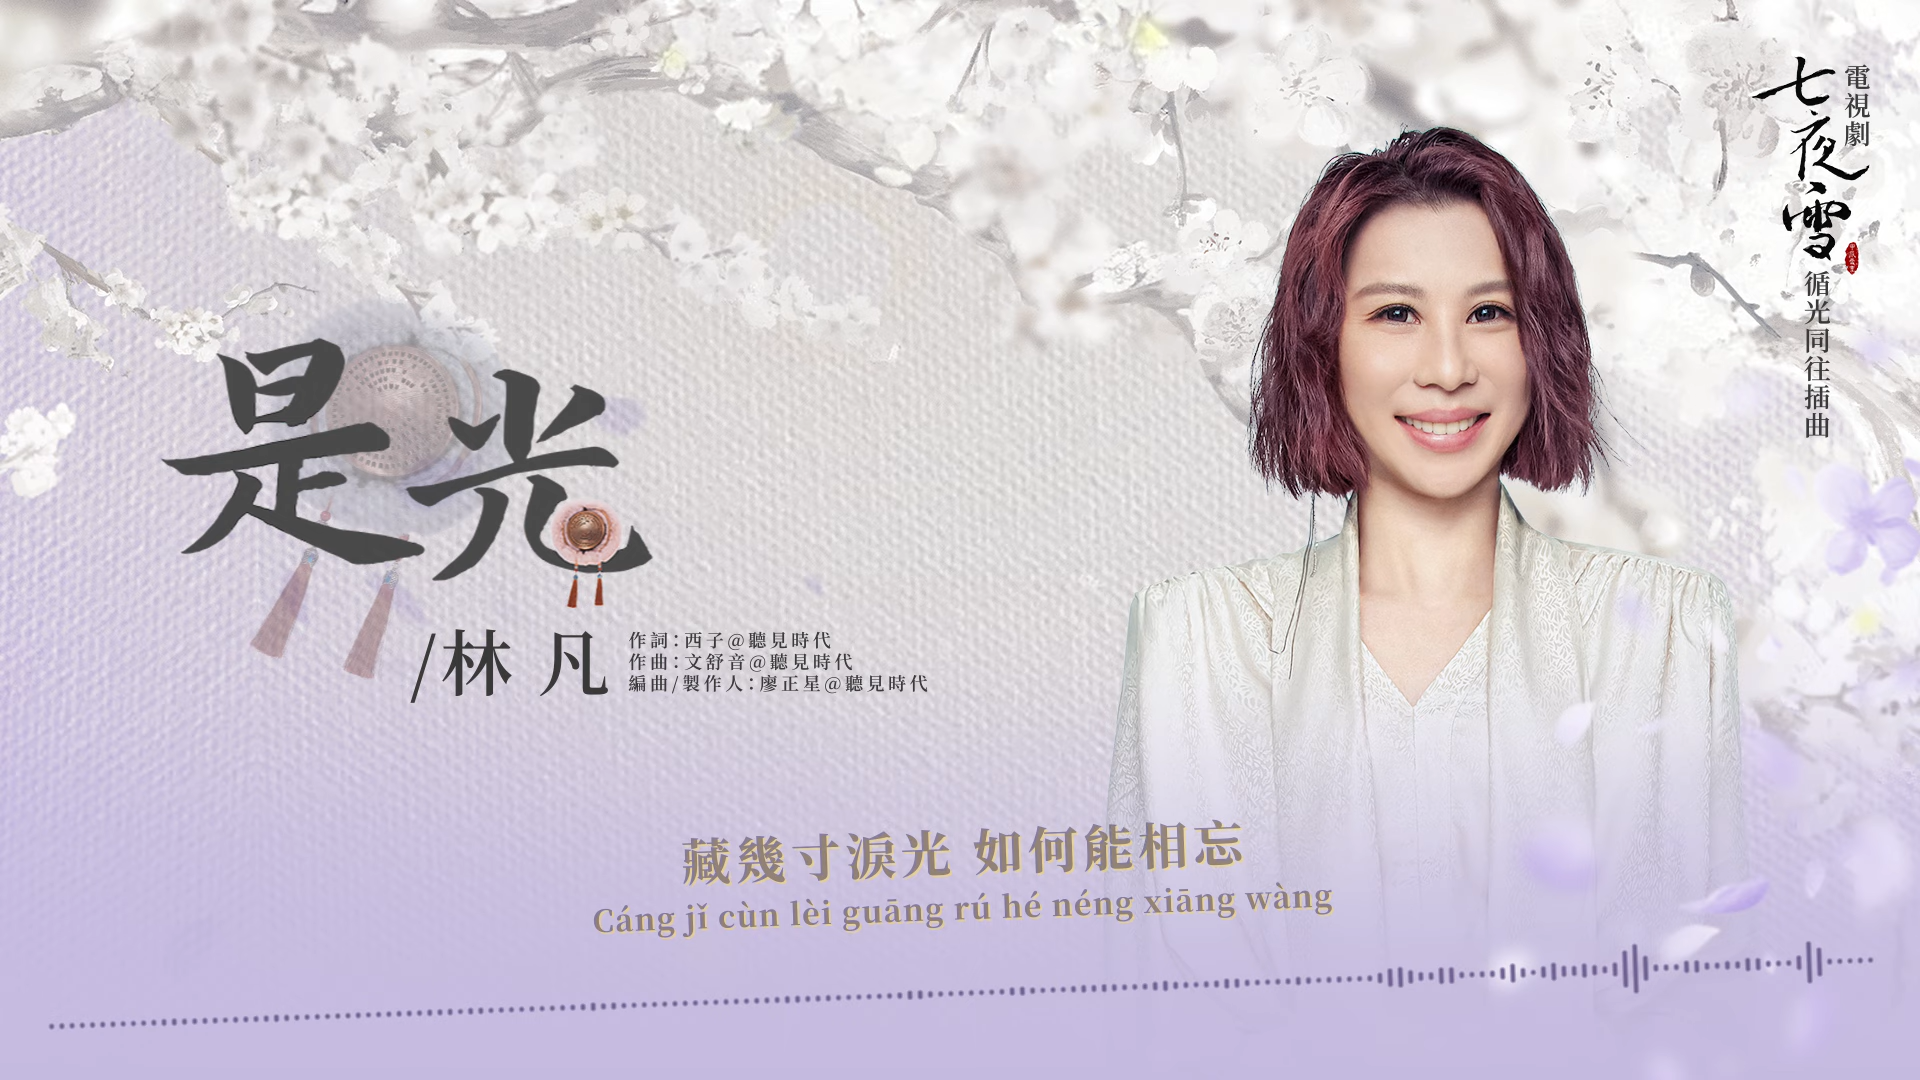 電視劇
七夜雪
循光同往插曲
是光
/林 凡
作詞：西子@聽見時代
作曲：文舒音@聽見時代
編曲/製作人：廖正星@聽見時代
藏幾寸淚光 如何能相忘
Cáng jǐ cùn lèi guāng rú hé néng xiāng wàng